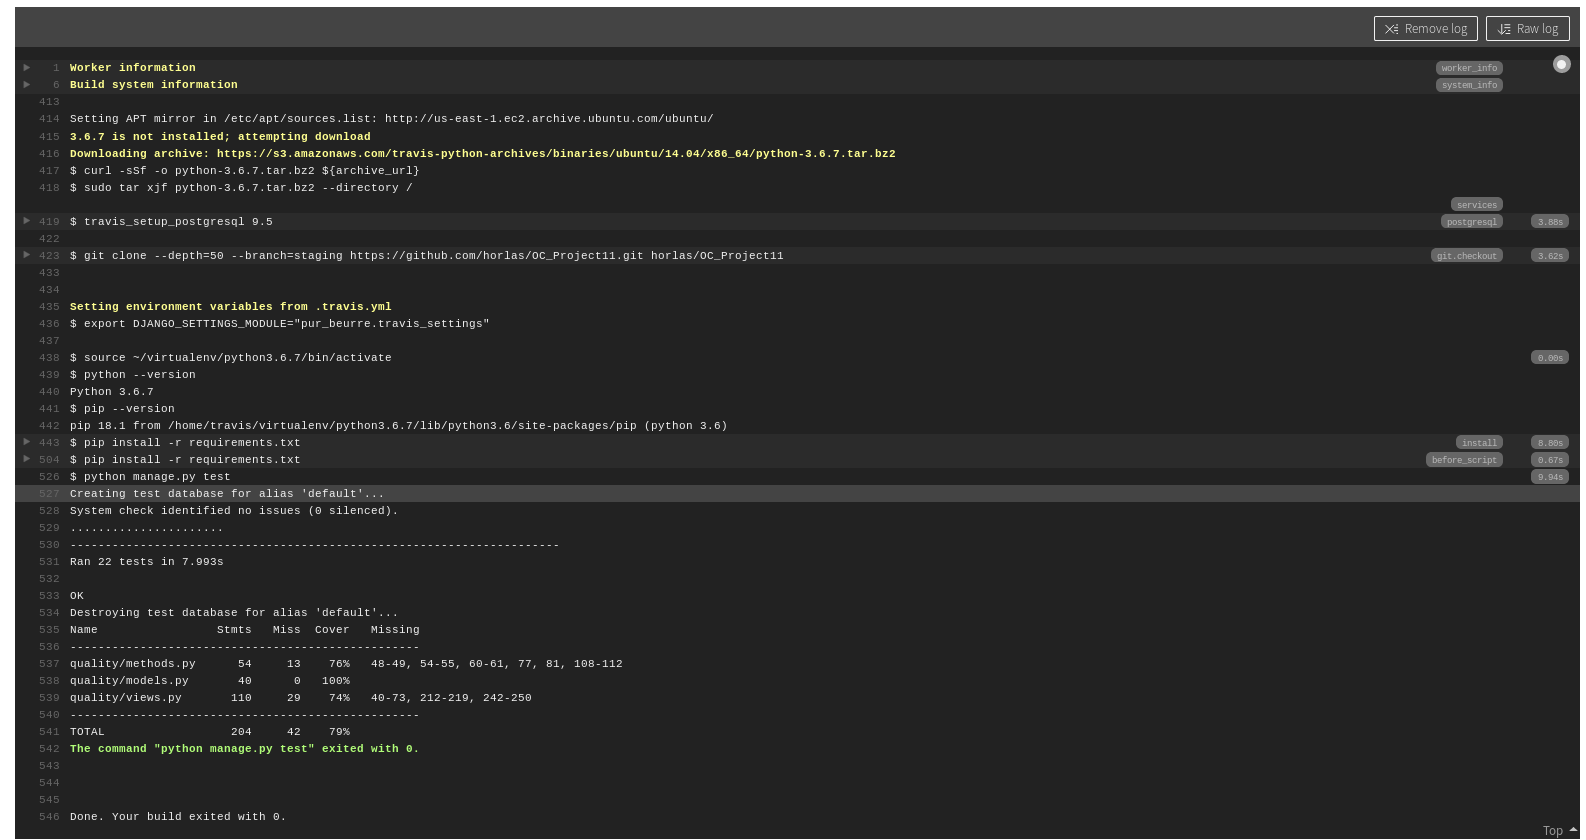 Remove log Raw log
1 Worker information worker_info
6 Build system information system_info
413
414 Setting APT mirror in /etc/apt/sources.list: http://us-east-1.ec2.archive.ubuntu.com/ubuntu/
415 3.6.7 is not installed; attempting download
416 Downloading archive: https://s3.amazonaws.com/travis-python-archives/binaries/ubuntu/14.04/x86_64/python-3.6.7.tar.bz2
417 $ curl -sSf -o python-3.6.7.tar.bz2 ${archive_url}
418 $ sudo tar xjf python-3.6.7.tar.bz2 --directory /
services
419 $ travis_setup_postgresql 9.5 postgresql 3.88s
422
423 $ git clone --depth=50 --branch=staging https://github.com/horlas/OC_Project11.git horlas/OC_Project11 git.checkout 3.62s
433
434
435 Setting environment variables from .travis.yml
436 $ export DJANGO_SETTINGS_MODULE="pur_beurre.travis_settings"
437
438 $ source ~/virtualenv/python3.6.7/bin/activate 0.00s
439 $ python --version
440 Python 3.6.7
441 $ pip --version
442 pip 18.1 from /home/travis/virtualenv/python3.6.7/lib/python3.6/site-packages/pip (python 3.6)
443 $ pip install -r requirements.txt install 8.80s
504 $ pip install -r requirements.txt before_script 0.67s
526 $ python manage.py test 9.94s
527 Creating test database for alias 'default'...
528 System check identified no issues (0 silenced).
529 ......................
530 ----------------------------------------------------------------------
531 Ran 22 tests in 7.993s
532
533 OK
534 Destroying test database for alias 'default'...
535 Name Stmts Miss Cover Missing
536 --------------------------------------------------
537 quality/methods.py 54 13 76% 48-49, 54-55, 60-61, 77, 81, 108-112
538 quality/models.py 40 0 100%
539 quality/views.py 110 29 74% 40-73, 212-219, 242-250
540 --------------------------------------------------
541 TOTAL 204 42 79%
542 The command "python manage.py test" exited with 0.
543
544
545
546 Done. Your build exited with 0.
Top